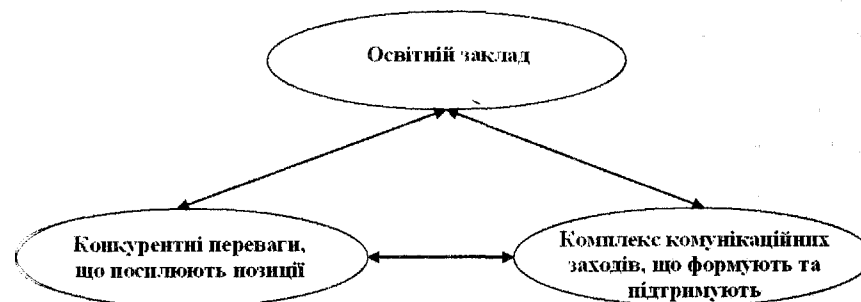 Освітній заклад
Конкурентні переваги,
що посилюють позиції
Комплекс комунікаційних
заходів, що формують та
підтримують